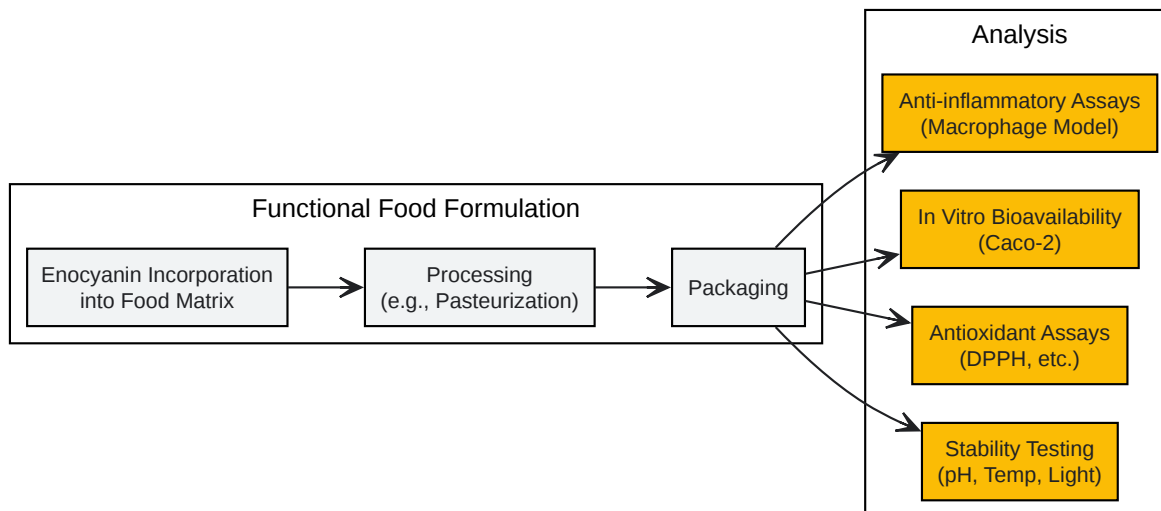 Functional Food Formulation
Enocyanin Incorporation
into Food Matrix
Processing
(e.g., Pasteurization)
Packaging
Analysis
Anti-inflammatory Assays
(Macrophage Model)
In Vitro Bioavailability
(Caco-2)
Antioxidant Assays
(DPPH, etc.)
Stability Testing
(pH, Temp, Light)